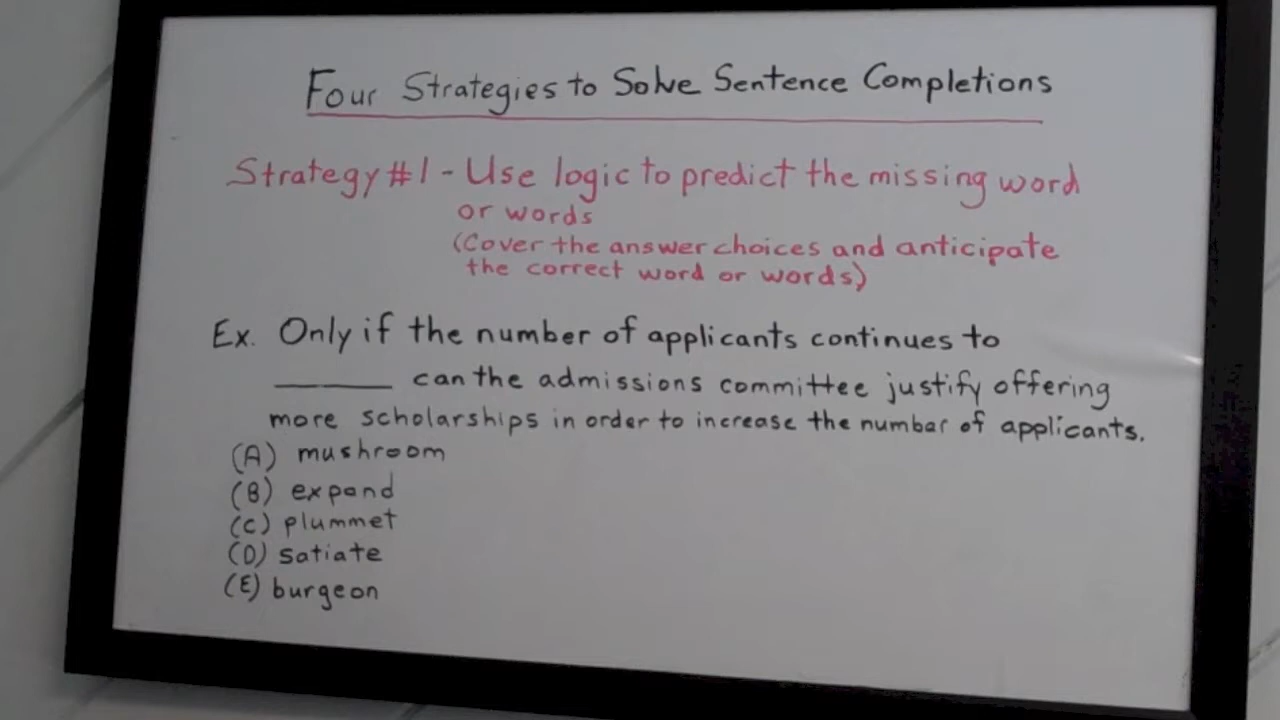 Four Strategies to Solve Sentence Completions
Strategy #1 - Use logic to predict the missing word
or words
(Cover the answer choices and anticipate
the correct word or words)
Ex. Only if the number of applicants continues to
______ can the admissions committee justify offering
more scholarships in order to increase the number of applicants.
(A) mushroom
(B) expand
(C) plummet
(D) satiate
(E) burgeon